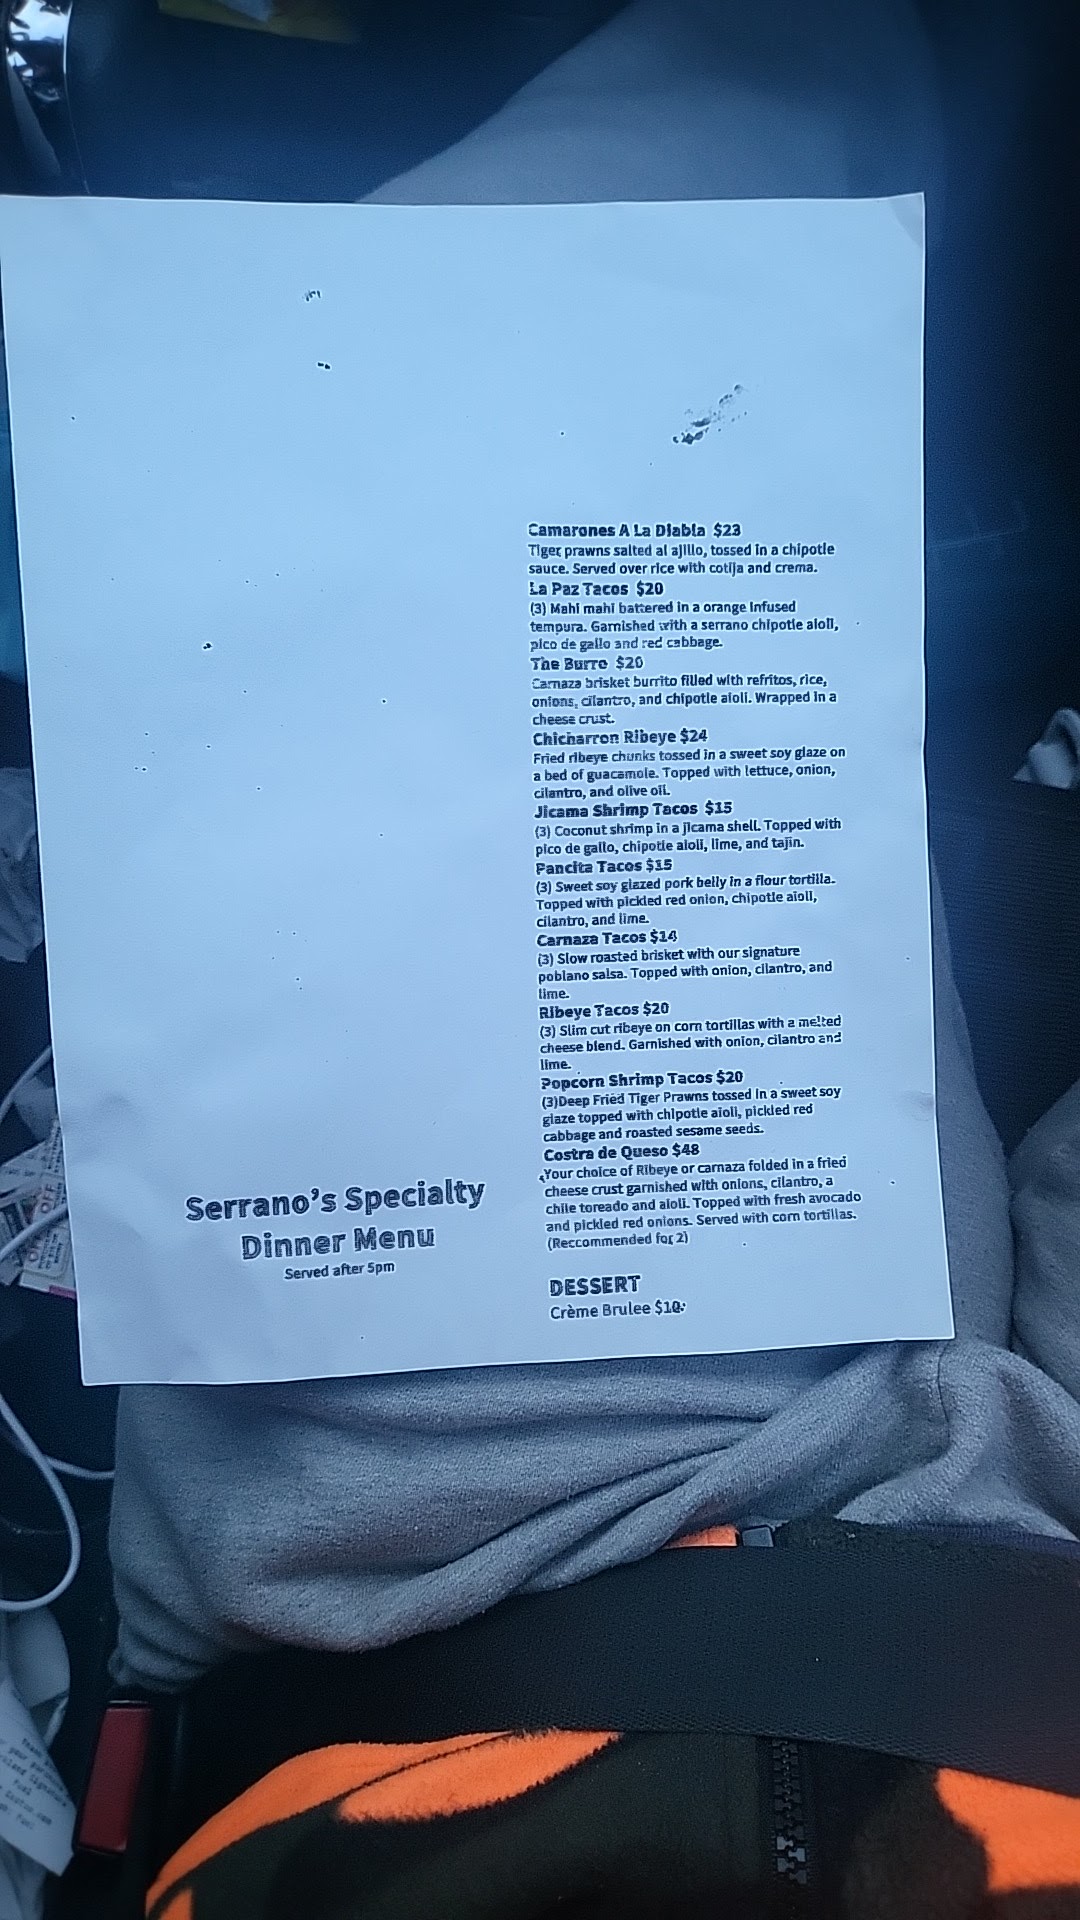 Camarones A La Diabla $23
Tiger prawns salted al ajillo, tossed in a chipotle
sauce. Served over rice with cotija and crema.
La Paz Tacos $20
(3) Mahi mahi battered in a orange infused
tempura. Garnished with a serrano chipotle aioli,
pico de gallo and red cabbage.
The Burro $20
Carnaza brisket burrito filled with refritos, rice,
onions, cilantro, and chipotle aioli. Wrapped in a
cheese crust.
Chicharron Ribeye $24
Fried ribeye chunks tossed in a sweet soy glaze on
a bed of guacamole. Topped with lettuce, onion,
cilantro, and olive oil.
Jicama Shrimp Tacos $15
(3) Coconut shrimp in a jicama shell. Topped with
pico de gallo, chipotle aioli, lime, and tajin.
Pancita Tacos $15
(3) Sweet soy glazed pork belly in a flour tortilla.
Topped with pickled red onion, chipotle aioli,
cilantro, and lime.
Carnaza Tacos $14
(3) Slow roasted brisket with our signature
poblano salsa. Topped with onion, cilantro, and
lime.
Ribeye Tacos $20
(3) Slim cut ribeye on corn tortillas with a melted
cheese blend. Garnished with onion, cilantro and
lime.
Popcorn Shrimp Tacos $20
(3)Deep Fried Tiger Prawns tossed in a sweet soy
glaze topped with chipotle aioli, pickled red
cabbage and roasted sesame seeds.
Costra de Queso $48
Your choice of Ribeye or carnaza folded in a fried
cheese crust garnished with onions, cilantro, a
chile toreado and aioli. Topped with fresh avocado
and pickled red onions. Served with corn tortillas.
(Reccommended for 2)
DESSERT
Crème Brulee $10
Serrano's Specialty
Dinner Menu
Served after 5pm